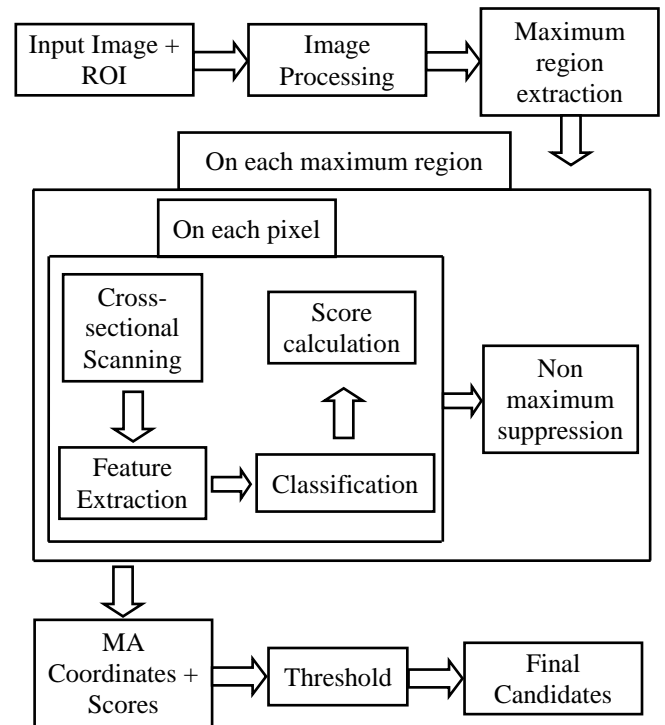 Input Image +
ROI
Image
Processing
Maximum
region
extraction
On each maximum region
On each pixel
Cross-
sectional
Scanning
Feature
Extraction
Classification
Score
calculation
Non
maximum
suppression
MA
Coordinates +
Scores
Threshold
Final
Candidates